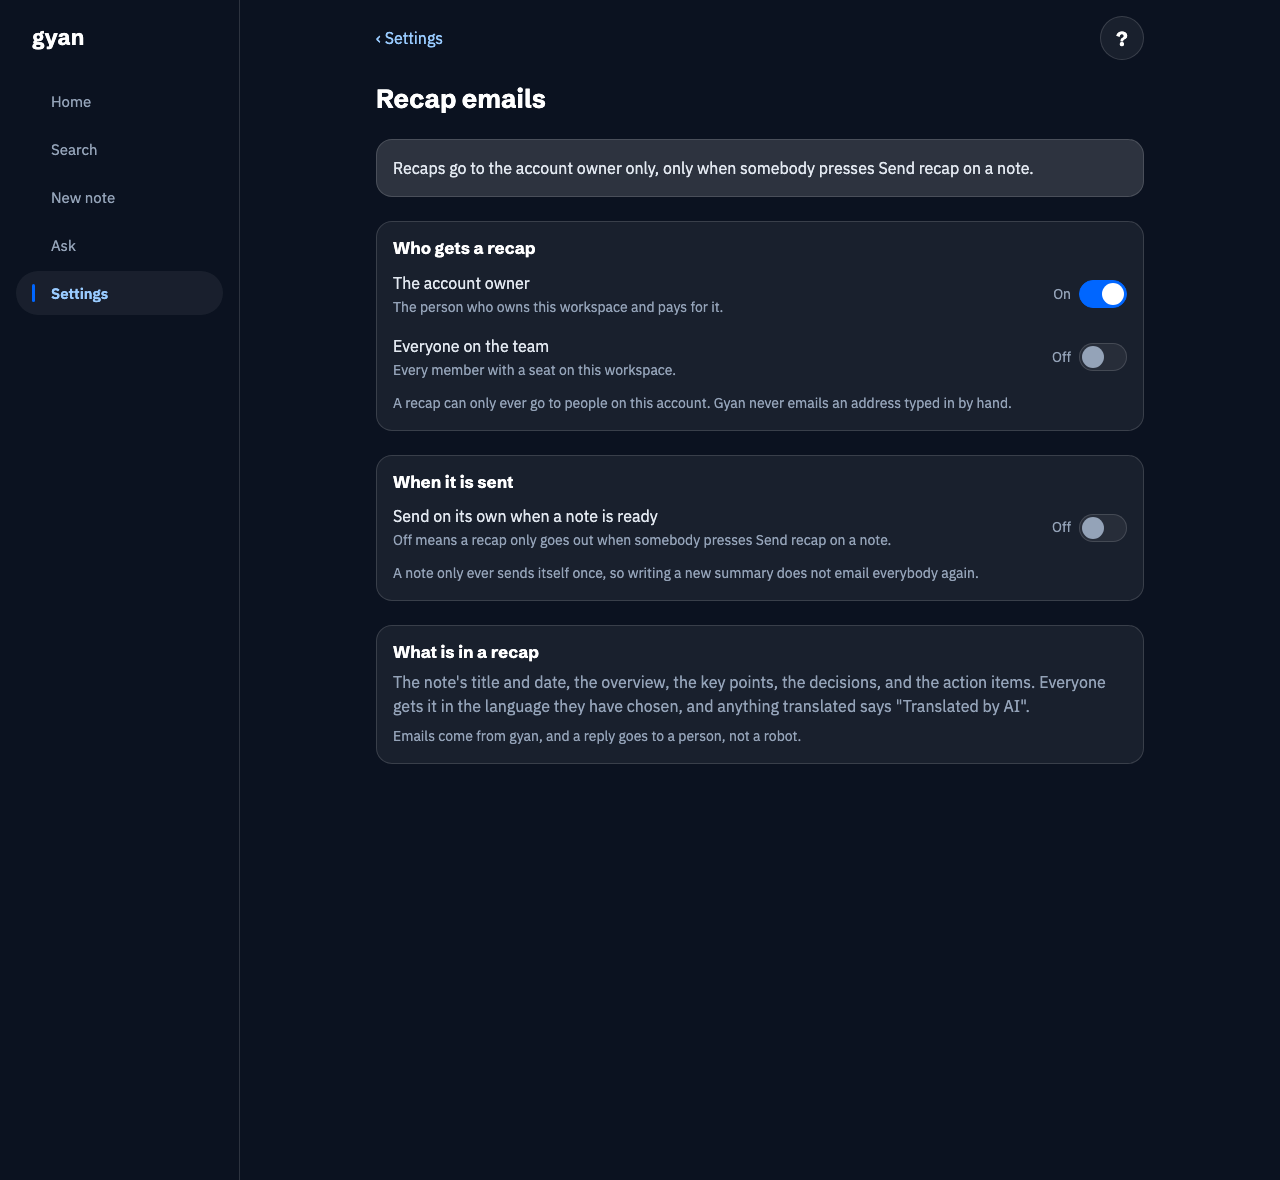 gyan
Home
Search
New note
Ask
Settings
‹ Settings
?
Recap emails
Recaps go to the account owner only, only when somebody presses Send recap on a note.
Who gets a recap
The account owner
The person who owns this workspace and pays for it.
On
Everyone on the team
Every member with a seat on this workspace.
Off
A recap can only ever go to people on this account. Gyan never emails an address typed in by hand.
When it is sent
Send on its own when a note is ready
Off means a recap only goes out when somebody presses Send recap on a note.
Off
A note only ever sends itself once, so writing a new summary does not email everybody again.
What is in a recap
The note's title and date, the overview, the key points, the decisions, and the action items. Everyone
gets it in the language they have chosen, and anything translated says "Translated by AI".
Emails come from gyan, and a reply goes to a person, not a robot.